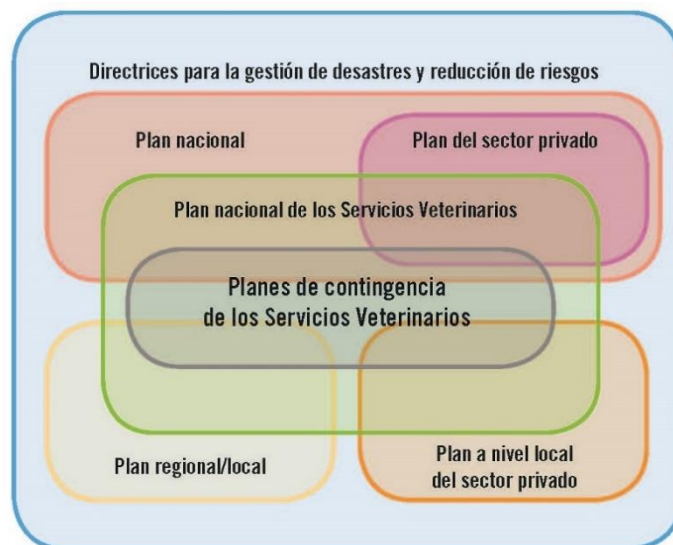 Directrices para la gestión de desastres y reducción de riesgos
Plan nacional
Plan del sector privado
Plan nacional de los Servicios Veterinarios
Planes de contingencia
de los Servicios Veterinarios
Plan regional/local
Plan a nivel local
del sector privado